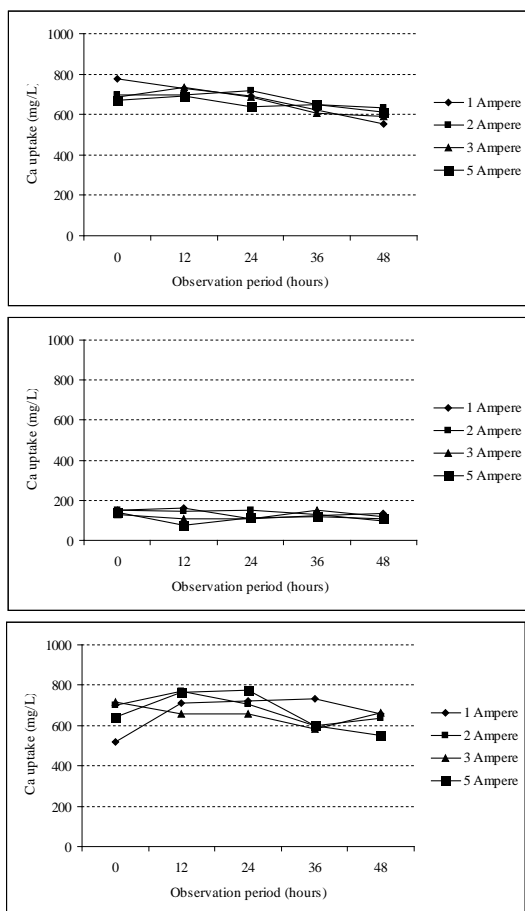 1000
800
600
400
200
0
Ca uptake (mg/L)
0 12 24 36 48
Observation period (hours)
1 Ampere
2 Ampere
3 Ampere
5 Ampere
1000
800
600
400
200
0
Ca uptake (mg/L)
0 12 24 36 48
Observation period (hours)
1 Ampere
2 Ampere
3 Ampere
5 Ampere
1000
800
600
400
200
0
Ca uptake (mg/L)
0 12 24 36 48
Observation period (hours)
1 Ampere
2 Ampere
3 Ampere
5 Ampere